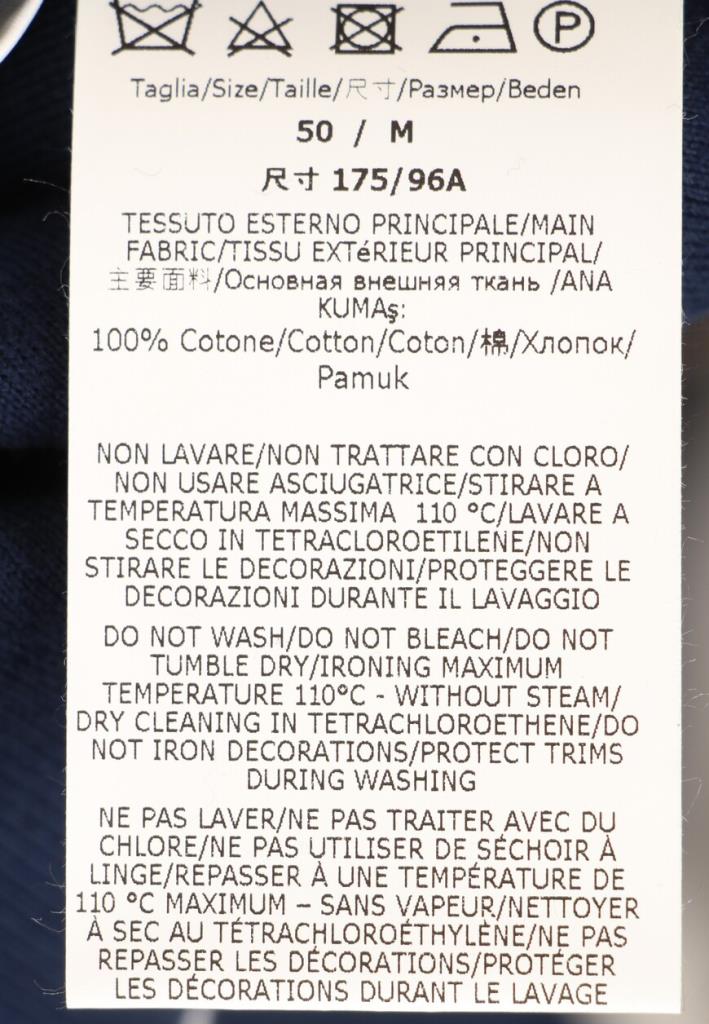 P
Taglia/Size/Taille/尺寸/Размер/Beden
50 / M
尺寸 175/96A
TESSUTO ESTERNO PRINCIPALE/MAIN
FABRIC/TISSU EXTéRIEUR PRINCIPAL/
主要面料/Основная внешняя ткань /ANA
KUMAş:
100% Cotone/Cotton/Coton/棉/Хлопок/
Pamuk
NON LAVARE/NON TRATTARE CON CLORO/
NON USARE ASCIUGATRICE/STIRARE A
TEMPERATURA MASSIMA 110 °C/LAVARE A
SECCO IN TETRACLOROETILENE/NON
STIRARE LE DECORAZIONI/PROTEGGERE LE
DECORAZIONI DURANTE IL LAVAGGIO
DO NOT WASH/DO NOT BLEACH/DO NOT
TUMBLE DRY/IRONING MAXIMUM
TEMPERATURE 110°C - WITHOUT STEAM/
DRY CLEANING IN TETRACHLOROETHENE/DO
NOT IRON DECORATIONS/PROTECT TRIMS
DURING WASHING
NE PAS LAVER/NE PAS TRAITER AVEC DU
CHLORE/NE PAS UTILISER DE SÉCHOIR À
LINGE/REPASSER À UNE TEMPÉRATURE DE
110 °C MAXIMUM – SANS VAPEUR/NETTOYER
À SEC AU TÉTRACHLOROÉTHYLÈNE/NE PAS
REPASSER LES DÉCORATIONS/PROTÉGER
LES DÉCORATIONS DURANT LE LAVAGE